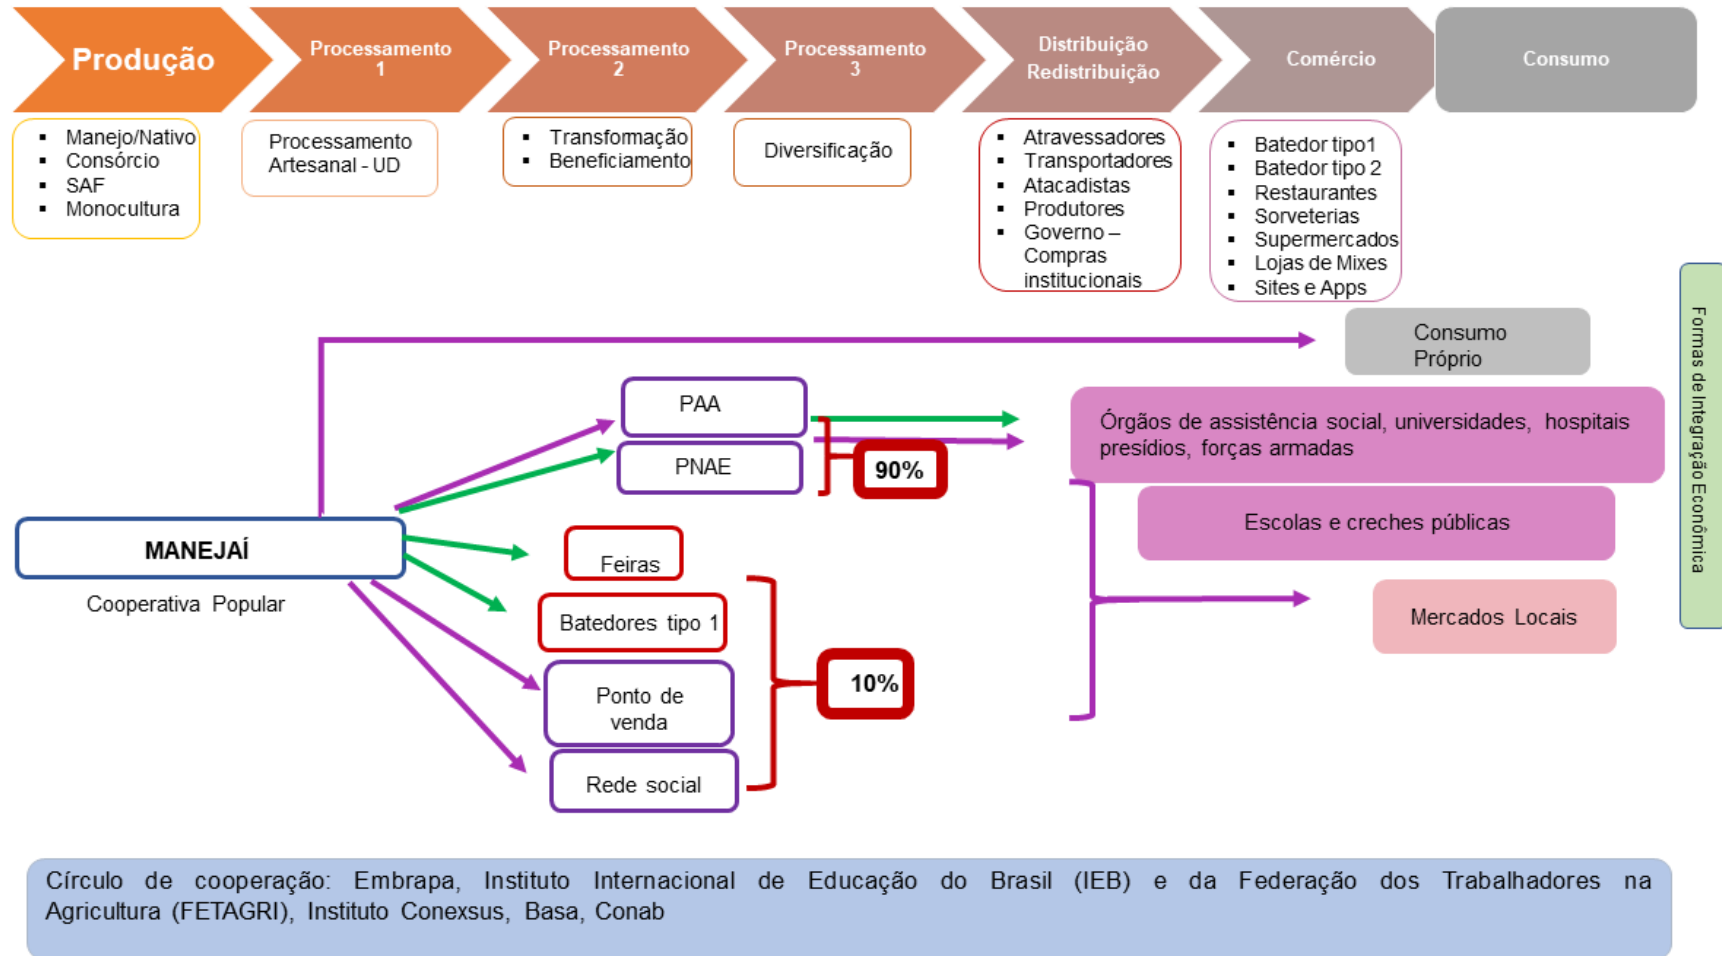 Produção
Processamento
1
Processamento
2
Processamento
3
Distribuição
Redistribuição
Comércio
Consumo
▪ Manejo/Nativo
▪ Consórcio
▪ SAF
▪ Monocultura
Processamento
Artesanal - UD
▪ Transformação
▪ Beneficiamento
Diversificação
▪ Atravessadores
▪ Transportadores
▪ Atacadistas
▪ Produtores
▪ Governo –
Compras
institucionais
▪ Batedor tipo1
▪ Batedor tipo 2
▪ Restaurantes
▪ Sorveterias
▪ Supermercados
▪ Lojas de Mixes
▪ Sites e Apps
Formas de Integração Econômica
Consumo
Próprio
PAA
PNAE
90%
Órgãos de assistência social, universidades, hospitais
presídios, forças armadas
Escolas e creches públicas
MANEJAÍ
Cooperativa Popular
Feiras
Batedores tipo 1
Ponto de
venda
Rede social
10%
Mercados Locais
Círculo de cooperação: Embrapa, Instituto Internacional de Educação do Brasil (IEB) e da Federação dos Trabalhadores na
Agricultura (FETAGRI), Instituto Conexsus, Basa, Conab